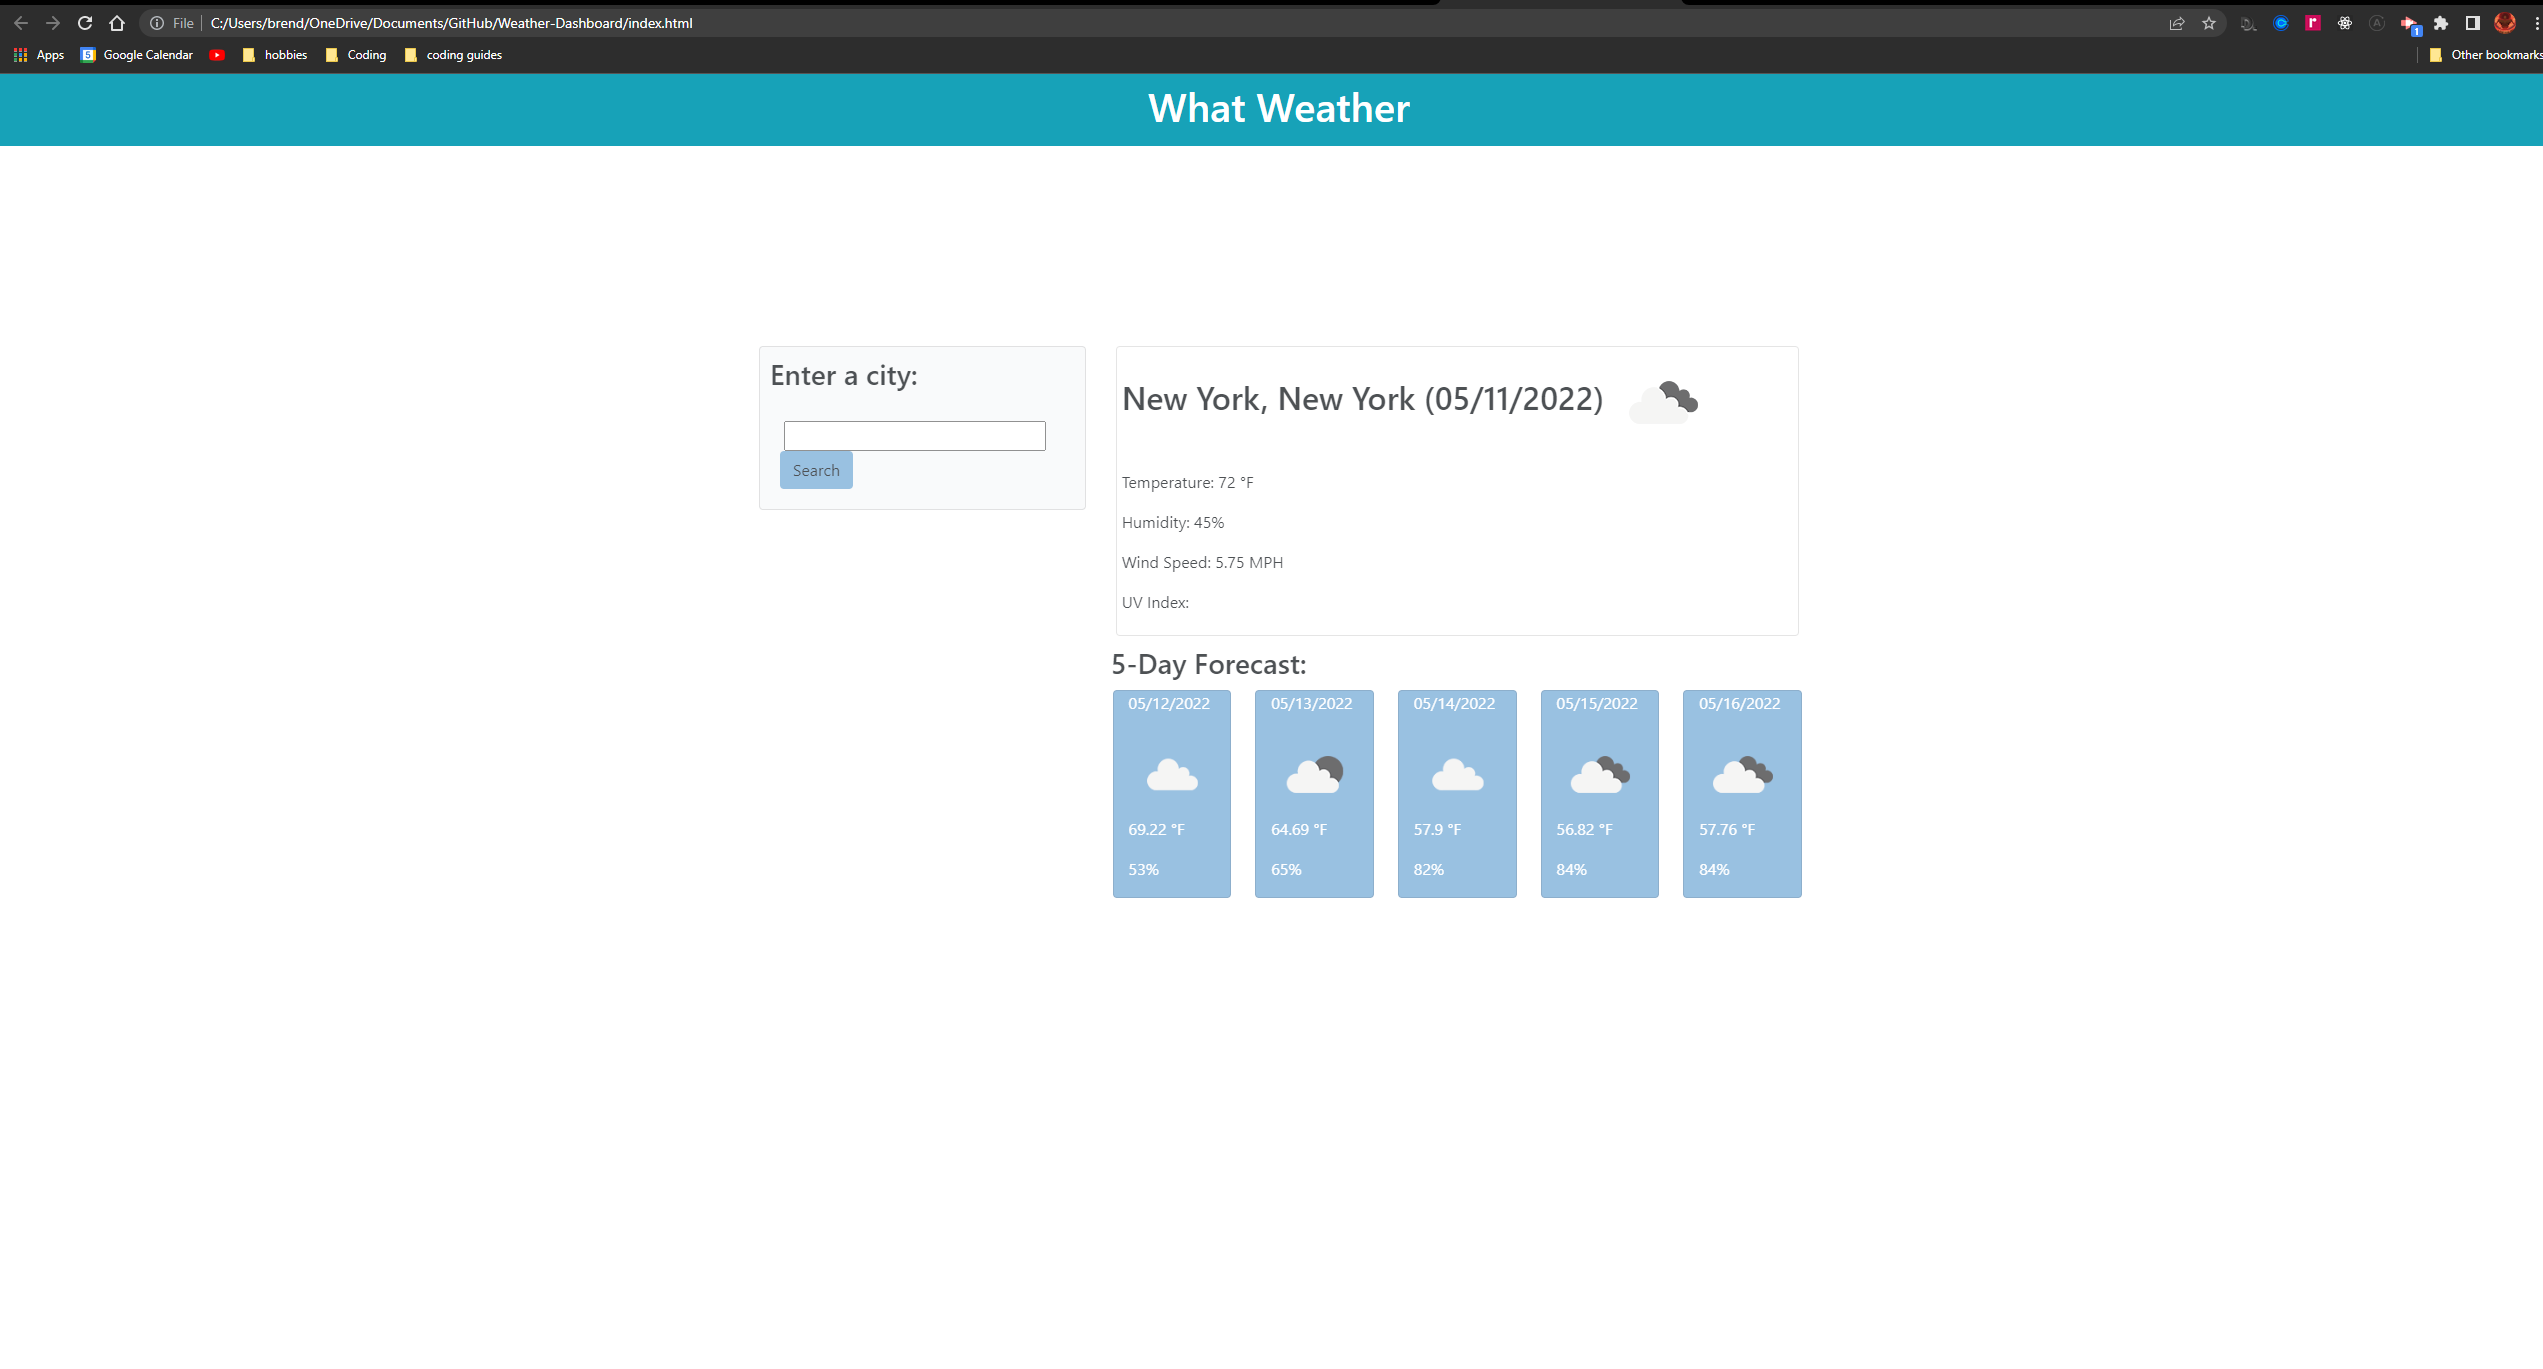 File C:/Users/brend/OneDrive/Documents/GitHub/Weather-Dashboard/index.html
1
Apps 5 Google Calendar hobbies Coding coding guides Other bookmarks
What Weather
Enter a city:
Search
New York, New York (05/11/2022)
Temperature: 72 °F
Humidity: 45%
Wind Speed: 5.75 MPH
UV Index:
5-Day Forecast:
05/12/2022 05/13/2022 05/14/2022 05/15/2022 05/16/2022
69.22 °F 64.69 °F 57.9 °F 56.82 °F 57.76 °F
53% 65% 82% 84% 84%